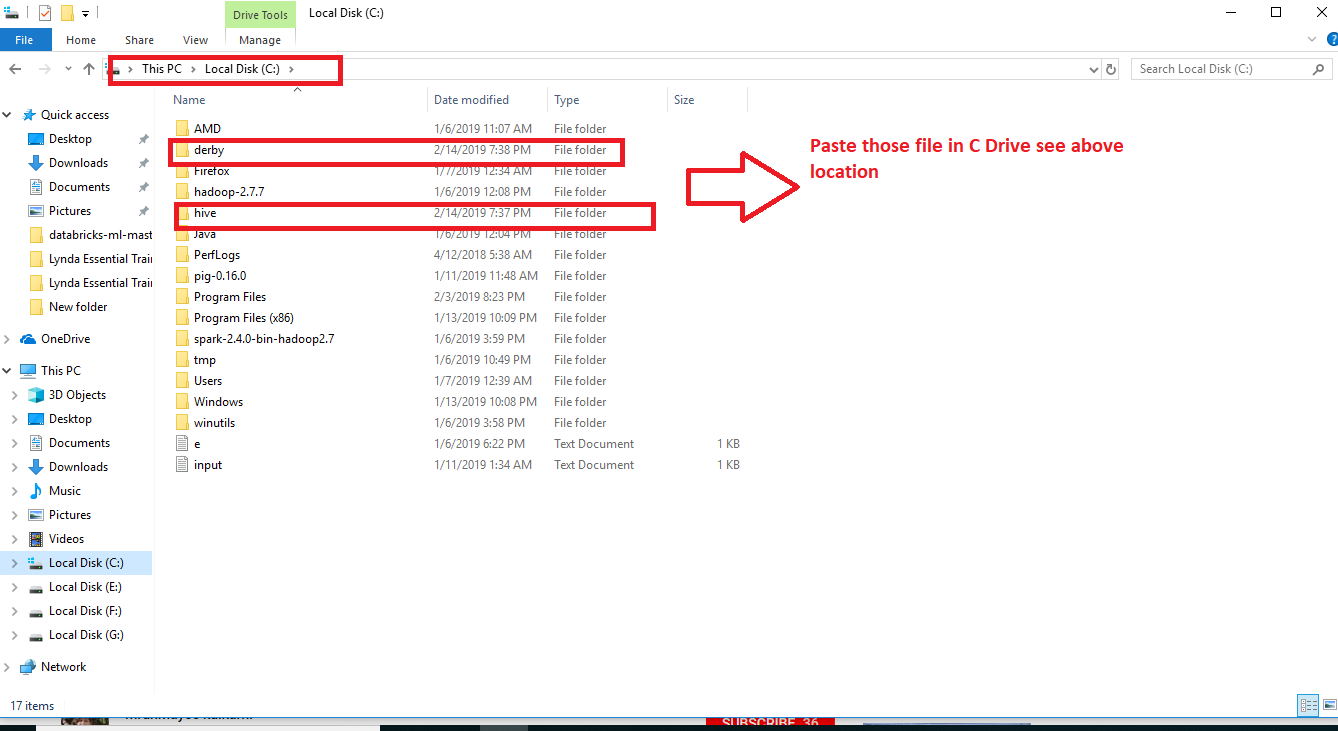 Drive Tools Local Disk (C:)
File Home Share View Manage
This PC Local Disk (C:) Search Local Disk (C:)
Name Date modified Type Size
Quick access
Desktop
Downloads
Documents
Pictures
databricks-ml-mast
Lynda Essential Trai
Lynda Essential Trai
New folder
OneDrive
This PC
3D Objects
Desktop
Documents
Downloads
Music
Pictures
Videos
Local Disk (C:)
Local Disk (E:)
Local Disk (F:)
Local Disk (G:)
Network
AMD 1/6/2019 11:07 AM File folder
derby 2/14/2019 7:38 PM File folder
Firefox 1/7/2019 12:34 AM File folder
hadoop-2.7.7 1/6/2019 12:08 PM File folder
hive 2/14/2019 7:37 PM File folder
Java 1/6/2019 12:04 PM File folder
PerfLogs 4/12/2018 5:38 AM File folder
pig-0.16.0 1/11/2019 11:48 AM File folder
Program Files 2/3/2019 8:23 PM File folder
Program Files (x86) 1/13/2019 10:09 PM File folder
spark-2.4.0-bin-hadoop2.7 1/6/2019 3:59 PM File folder
tmp 1/6/2019 10:49 PM File folder
Users 1/7/2019 12:39 AM File folder
Windows 1/13/2019 10:08 PM File folder
winutils 1/6/2019 3:58 PM File folder
e 1/6/2019 6:22 PM Text Document 1 KB
input 1/11/2019 1:34 AM Text Document 1 KB
Paste those file in C Drive see above
location
17 items
SUBSCRIBE 36